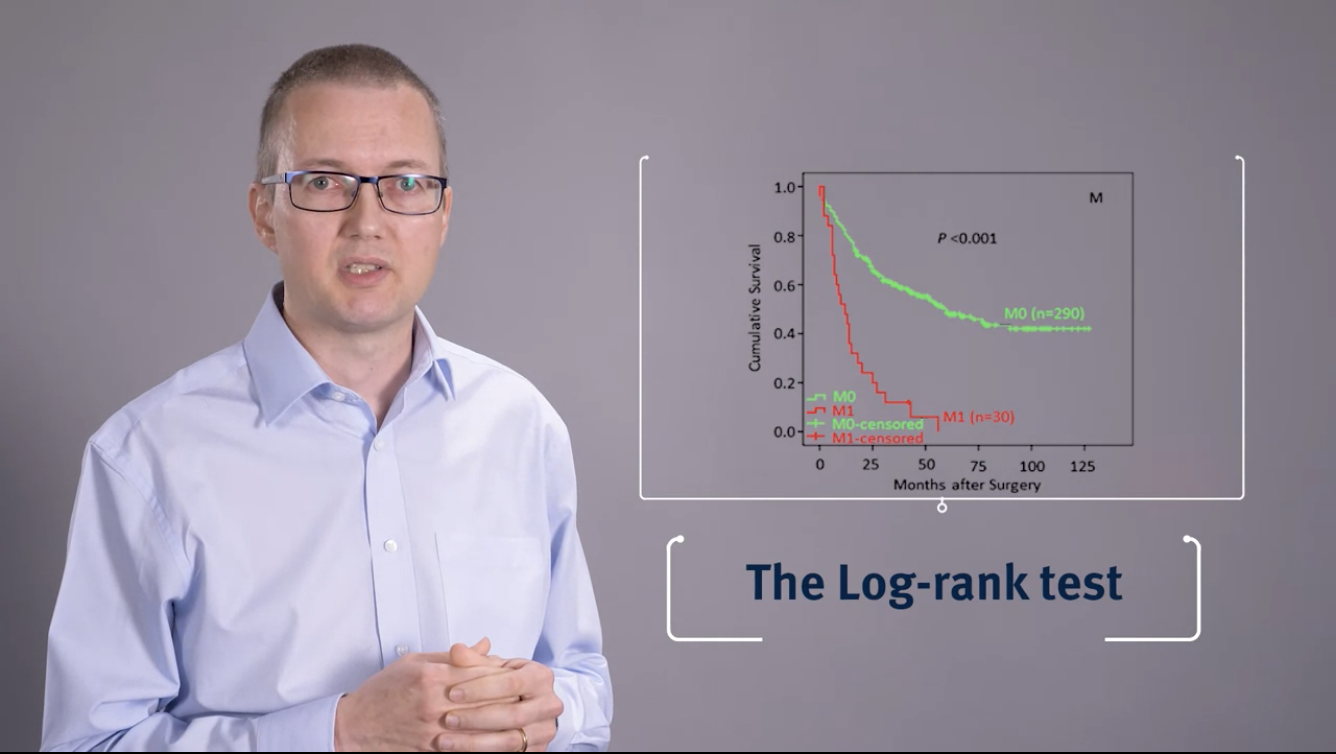 M
P <0.001
Cumulative Survival
1.0
0.8
0.6
0.4
0.2
0.0
M0 (n=290)
M0
M1
M0-censored
M1-censored
M1 (n=30)
0 25 50 75 100 125
Months after Surgery
The Log-rank test